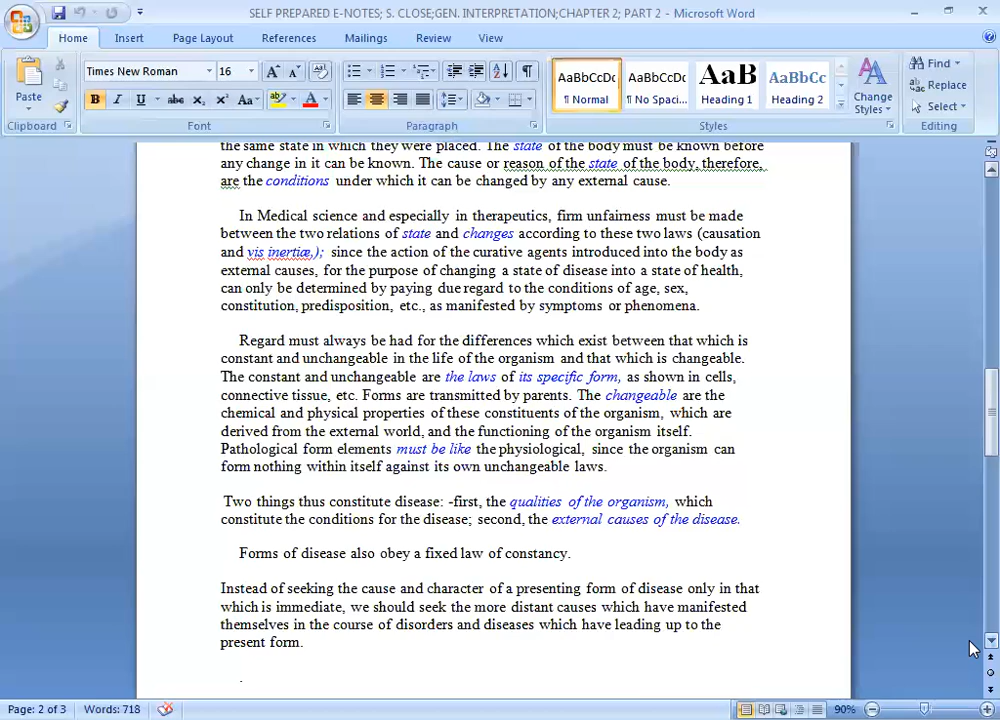 SELF PREPARED E-NOTES; S. CLOSE;GEN. INTERPRETATION;CHAPTER 2; PART 2 - Microsoft Word
Home Insert Page Layout References Mailings Review View
Times New Roman 16
AaBbCcDc AaBbCcDc AaB AaBbCc
Find
Replace
Select
Paste
¶ Normal ¶ No Spaci... Heading 1 Heading 2
Change
Styles
Clipboard Font Paragraph Styles Editing
the same state in which they were placed. The state of the body must be known before
any change in it can be known. The cause or reason of the state of the body, therefore,
are the conditions under which it can be changed by any external cause.
In Medical science and especially in therapeutics, firm unfairness must be made
between the two relations of state and changes according to these two laws (causation
and vis inertiæ,); since the action of the curative agents introduced into the body as
external causes, for the purpose of changing a state of disease into a state of health,
can only be determined by paying due regard to the conditions of age, sex,
constitution, predisposition, etc., as manifested by symptoms or phenomena.
Regard must always be had for the differences which exist between that which is
constant and unchangeable in the life of the organism and that which is changeable.
The constant and unchangeable are the laws of its specific form, as shown in cells,
connective tissue, etc. Forms are transmitted by parents. The changeable are the
chemical and physical properties of these constituents of the organism, which are
derived from the external world, and the functioning of the organism itself.
Pathological form elements must be like the physiological, since the organism can
form nothing within itself against its own unchangeable laws.
Two things thus constitute disease: -first, the qualities of the organism, which
constitute the conditions for the disease; second, the external causes of the disease.
Forms of disease also obey a fixed law of constancy.
Instead of seeking the cause and character of a presenting form of disease only in that
which is immediate, we should seek the more distant causes which have manifested
themselves in the course of disorders and diseases which have leading up to the
present form.
.
Page: 2 of 3 Words: 718 90%